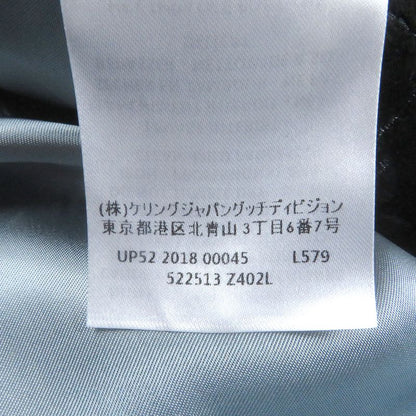 (株)ケリングジャパングッチディビジョン
東京都港区北青山3丁目6番7号
UP52 2018 00045 L579
522513 Z402L